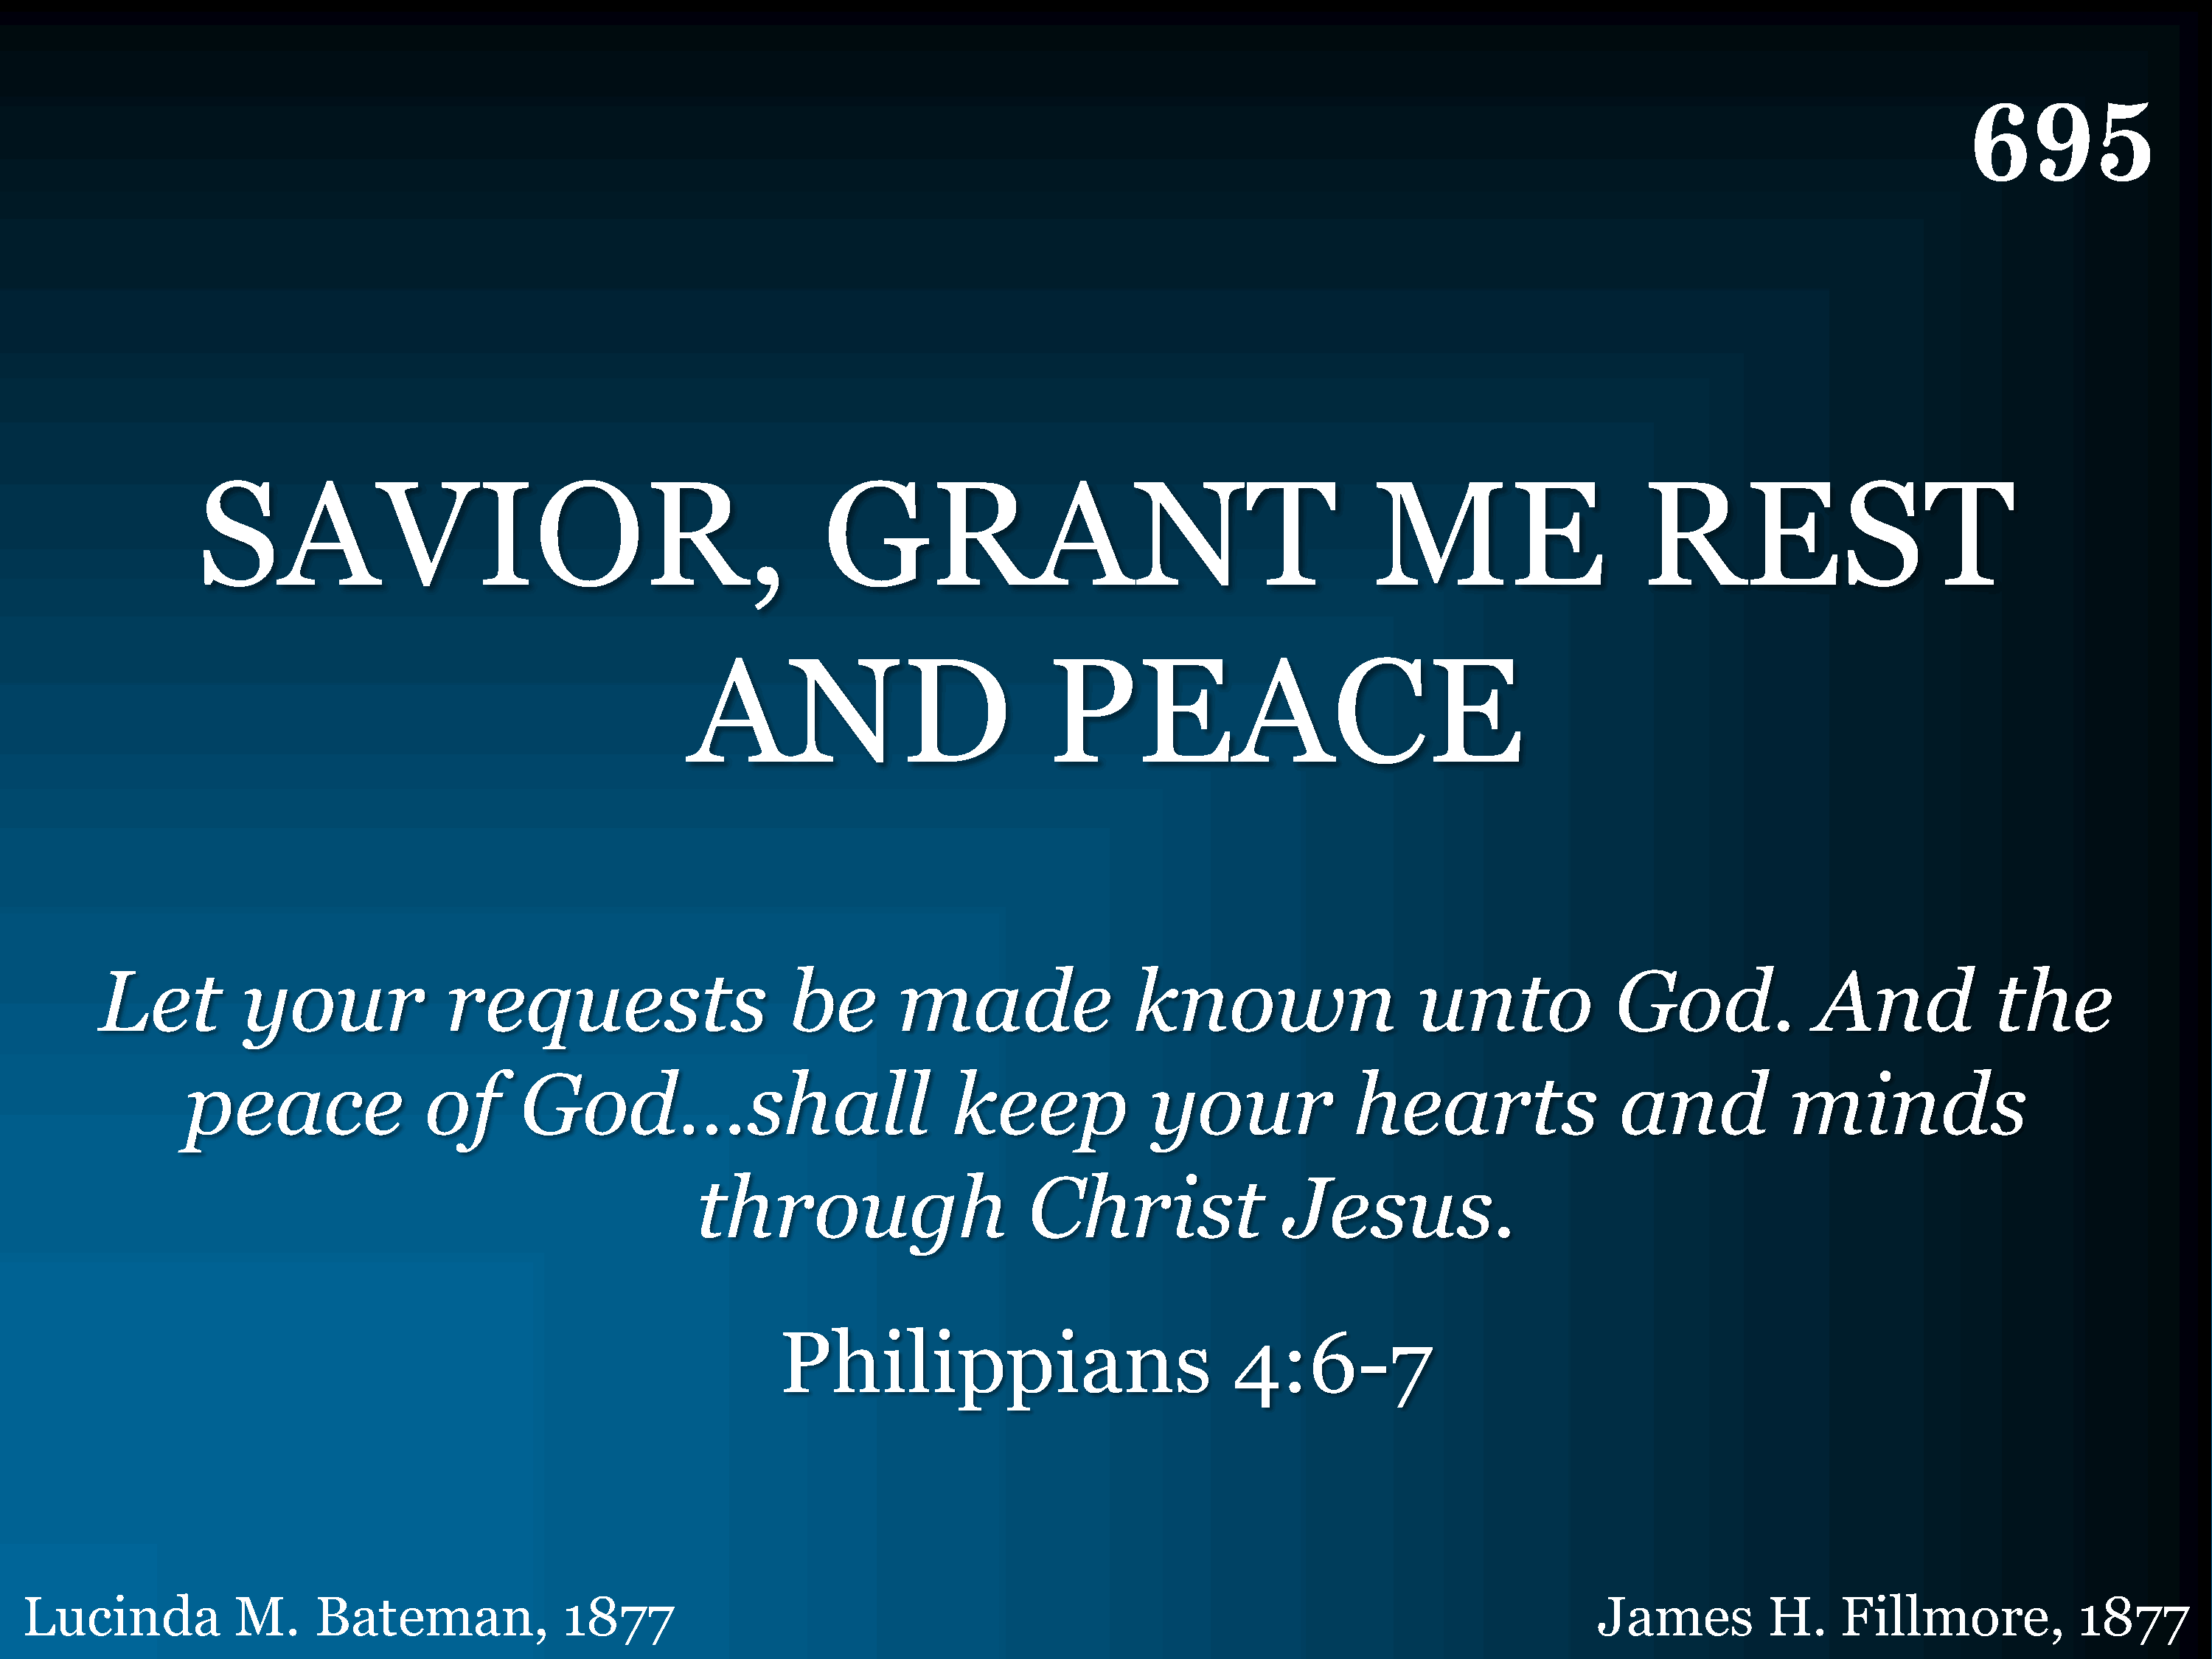 695
SAVIOR, GRANT ME REST
AND PEACE
Let your requests be made known unto God. And the
peace of God...shall keep your hearts and minds
through Christ Jesus.
Philippians 4:6-7
Lucinda M. Bateman, 1877
James H. Fillmore, 1877